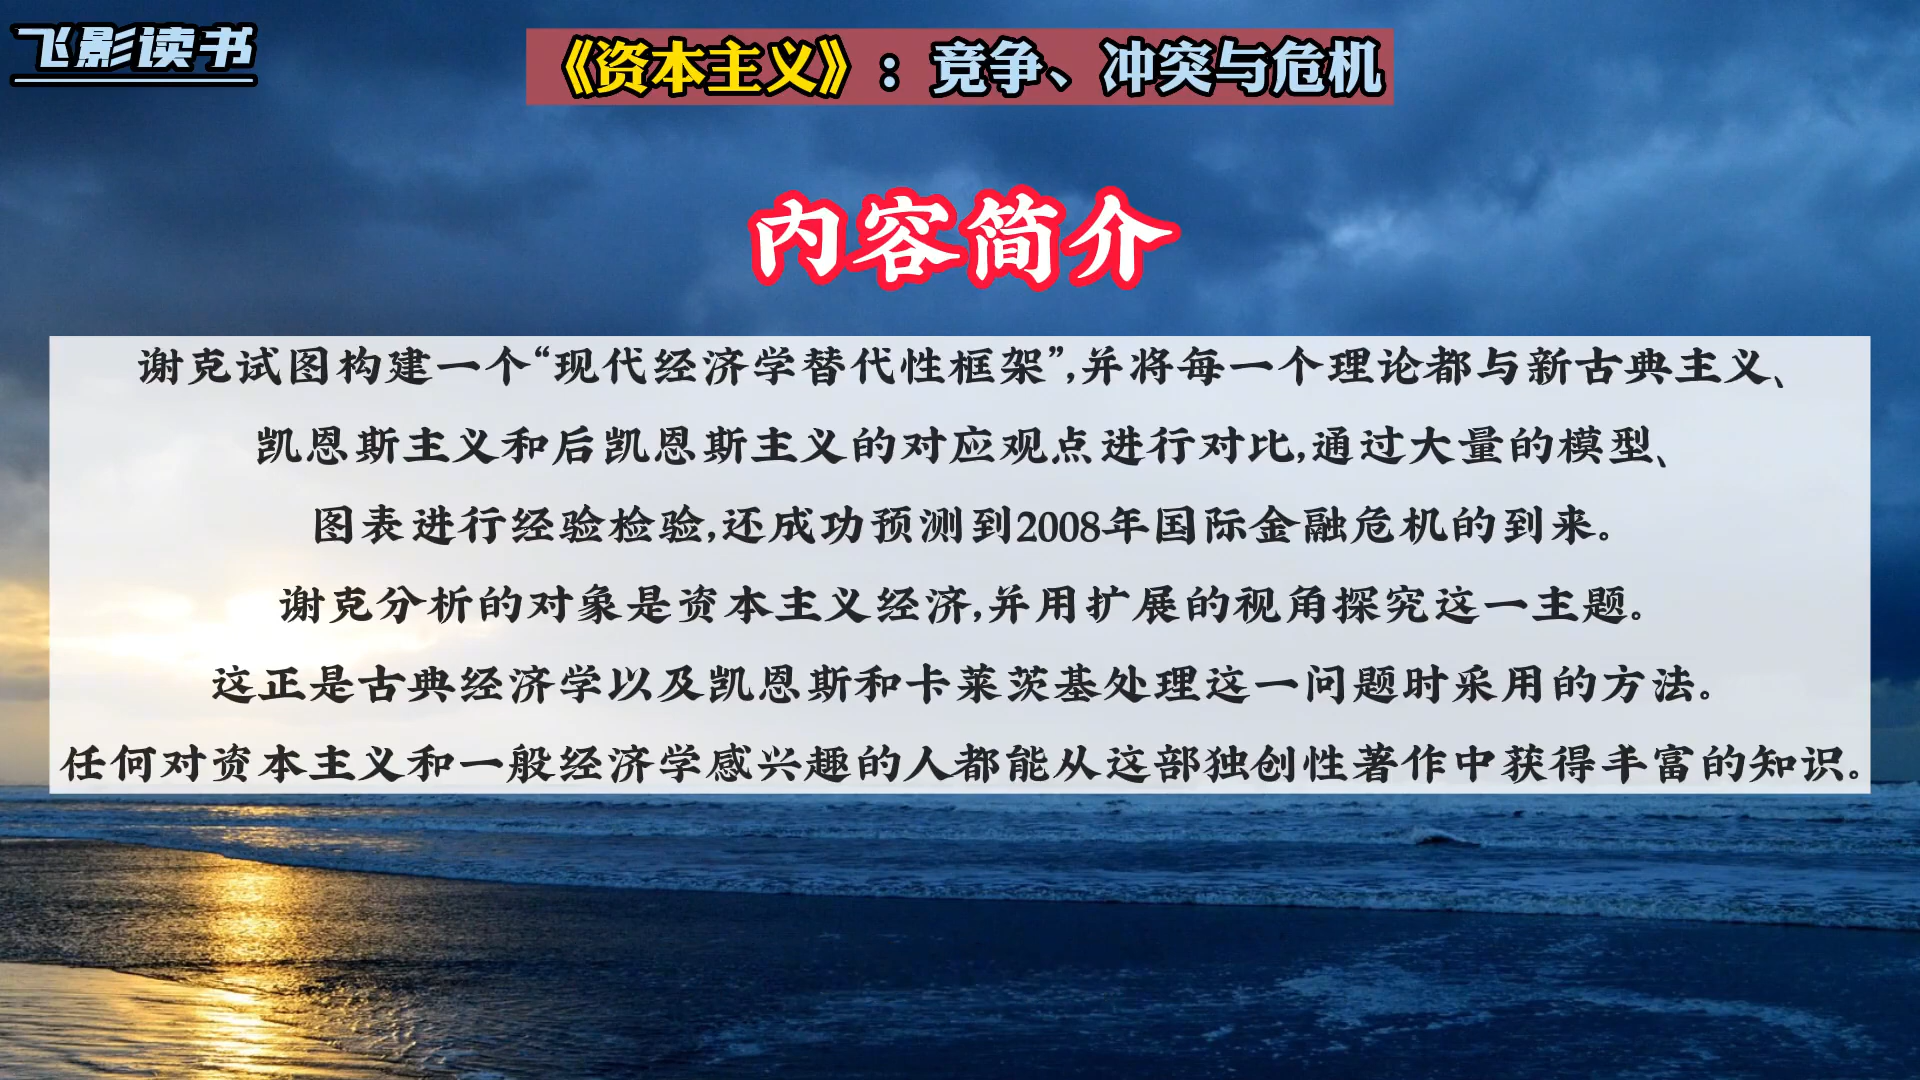 飞影读书
《资本主义》：竞争、冲突与危机
内容简介
谢克试图构建一个“现代经济学替代性框架”,并将每一个理论都与新古典主义、
凯恩斯主义和后凯恩斯主义的对应观点进行对比,通过大量的模型、
图表进行经验检验,还成功预测到2008年国际金融危机的到来。
谢克分析的对象是资本主义经济,并用扩展的视角探究这一主题。
这正是古典经济学以及凯恩斯和卡莱茨基处理这一问题时采用的方法。
任何对资本主义和一般经济学感兴趣的人都能从这部独创性著作中获得丰富的知识。